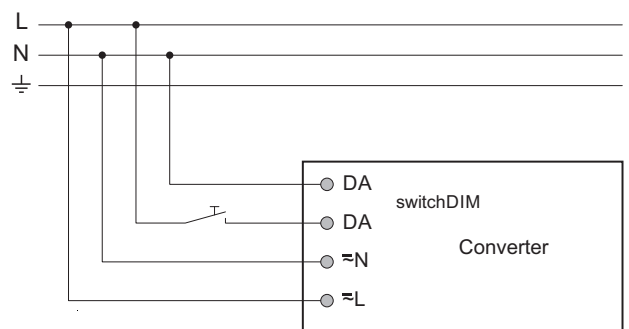 L
N
DA
DA
switchDIM
Converter
≂N
≂L